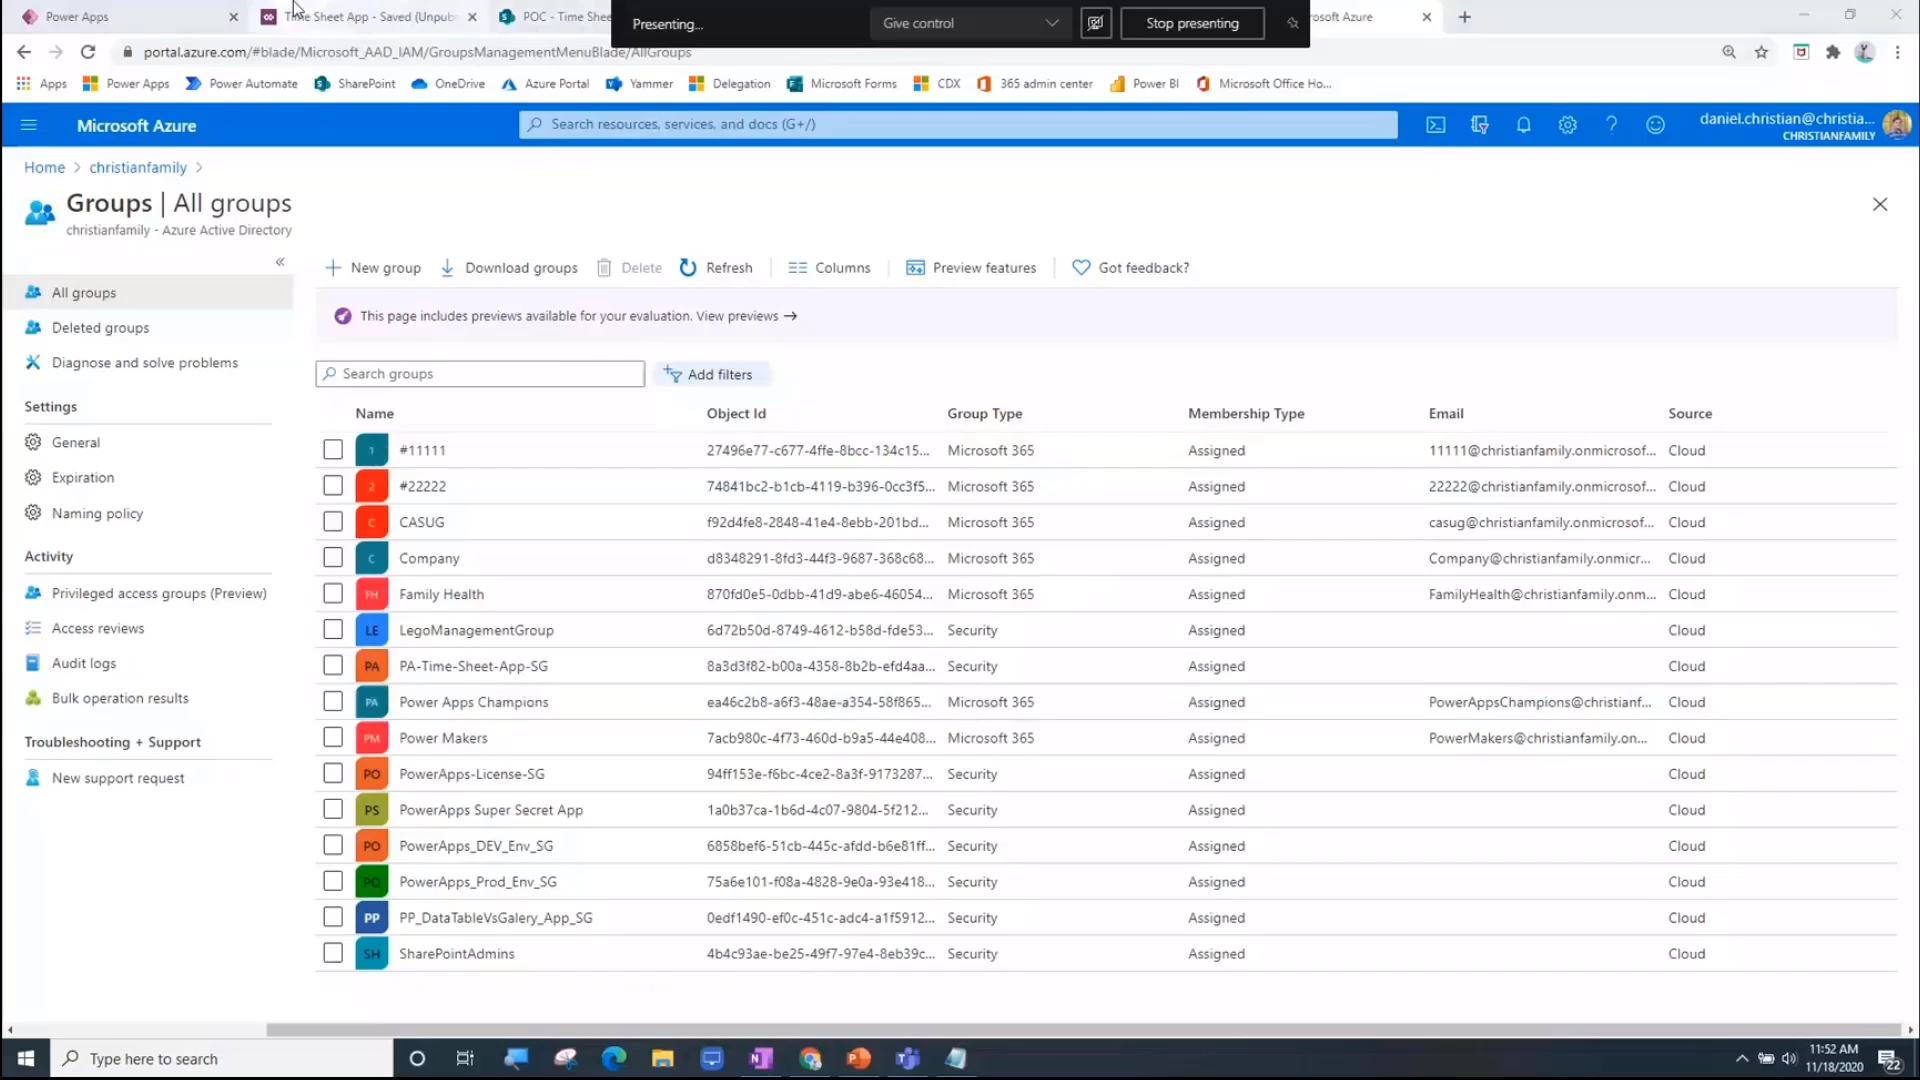 Power Apps
Time Sheet App - Saved (Unpub
POC - Time Shee
Presenting...
Give control
Stop presenting
rosoft Azure
portal.azure.com/#blade/Microsoft_AAD_IAM/GroupsManagementMenuBlade/AllGroups
Apps
Power Apps
Power Automate
SharePoint
OneDrive
Azure Portal
Yammer
Delegation
Microsoft Forms
CDX
365 admin center
Power BI
Microsoft Office Ho...
Microsoft Azure
Search resources, services, and docs (G+/)
daniel.christian@christia...
CHRISTIANFAMILY
Home > christianfamily >
Groups | All groups
christianfamily - Azure Active Directory
New group
Download groups
Delete
Refresh
Columns
Preview features
Got feedback?
All groups
Deleted groups
Diagnose and solve problems
Settings
General
Expiration
Naming policy
Activity
Privileged access groups (Preview)
Access reviews
Audit logs
Bulk operation results
Troubleshooting + Support
New support request
This page includes previews available for your evaluation. View previews →
Search groups
Add filters
Name Object Id Group Type Membership Type Email Source
1 #11111 27496e77-c677-4ffe-8bcc-134c15... Microsoft 365 Assigned 11111@christianfamily.onmicrosof... Cloud
2 #22222 74841bc2-b1cb-4119-b396-0cc3f5... Microsoft 365 Assigned 22222@christianfamily.onmicrosof... Cloud
C CASUG f92d4fe8-2848-41e4-8ebb-201bd... Microsoft 365 Assigned casug@christianfamily.onmicrosof... Cloud
C Company d8348291-8fd3-44f3-9687-368c68... Microsoft 365 Assigned Company@christianfamily.onmicr... Cloud
FH Family Health 870fd0e5-0dbb-41d9-abe6-46054... Microsoft 365 Assigned FamilyHealth@christianfamily.onm... Cloud
LE LegoManagementGroup 6d72b50d-8749-4612-b58d-fde53... Security Assigned Cloud
PA PA-Time-Sheet-App-SG 8a3d3f82-b00a-4358-8b2b-efd4aa... Security Assigned Cloud
PA Power Apps Champions ea46c2b8-a6f3-48ae-a354-58f865... Microsoft 365 Assigned PowerAppsChampions@christianf... Cloud
PM Power Makers 7acb980c-4f73-460d-b9a5-44e408... Microsoft 365 Assigned PowerMakers@christianfamily.on... Cloud
PO PowerApps-License-SG 94ff153e-f6bc-4ce2-8a3f-9173287... Security Assigned Cloud
PS PowerApps Super Secret App 1a0b37ca-1b6d-4c07-9804-5f212... Security Assigned Cloud
PO PowerApps_DEV_Env_SG 6858bef6-51cb-445c-afdd-b6e81ff... Security Assigned Cloud
PO PowerApps_Prod_Env_SG 75a6e101-f08a-4828-9e0a-93e418... Security Assigned Cloud
PP PP_DataTableVsGalery_App_SG 0edf1490-ef0c-451c-adc4-a1f5912... Security Assigned Cloud
SH SharePointAdmins 4b4c93ae-be25-49f7-97e4-8eb39c... Security Assigned Cloud
Type here to search
11:52 AM
11/18/2020
22